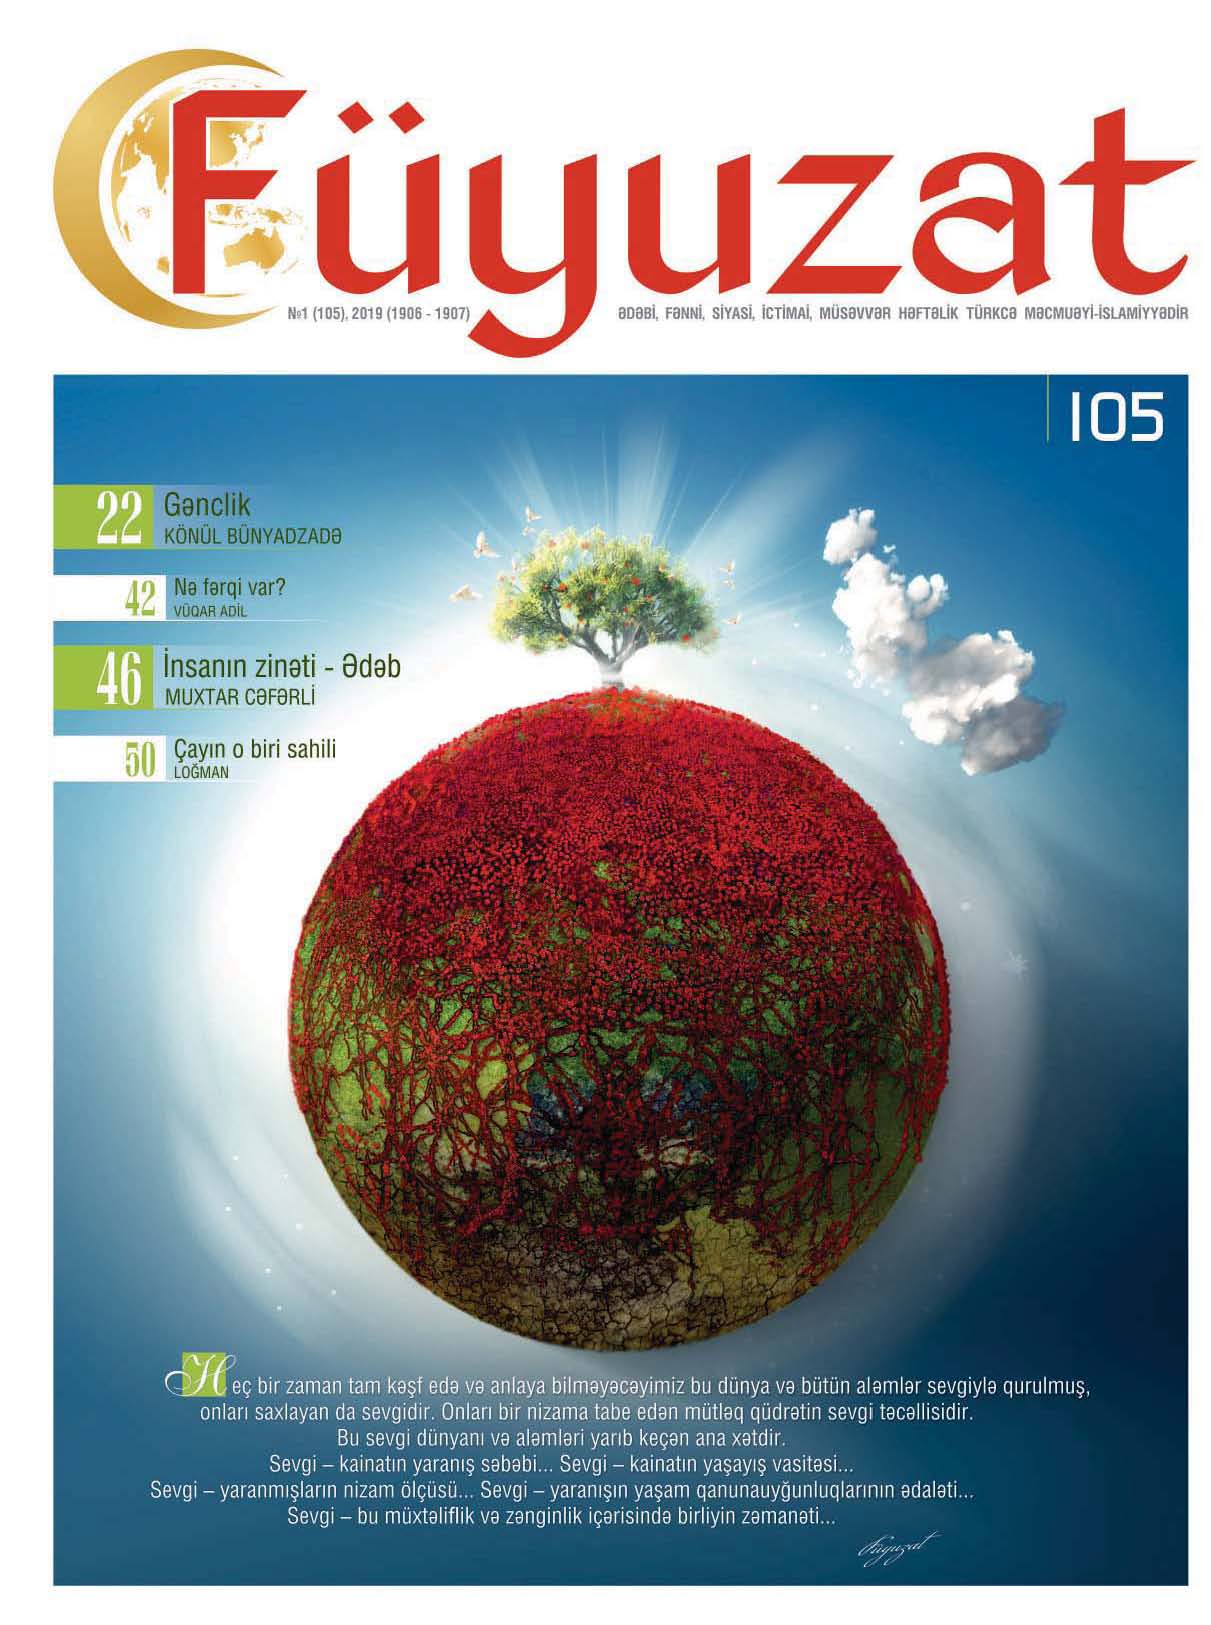 Füyuzat
№1 (105), 2019 (1906 - 1907)
ƏDƏBİ, FƏNNİ, SİYASİ, İCTİMAİ, MÜSƏVVƏR HƏFTƏLİK TÜRKCƏ MƏCMUƏYİ-İSLAMİYYƏDİR
105
22 Gənclik
KÖNÜL BÜNYADZADƏ
42 Nə fərqi var?
VÜQAR ADİL
46 İnsanın zinəti - Ədəb
MUXTAR CƏFƏRLİ
50 Çayın o biri sahili
LOĞMAN
Heç bir zaman tam kəşf edə və anlaya bilməyəcəyimiz bu dünya və bütün aləmlər sevgiylə qurulmuş,
onları saxlayan da sevgidir. Onları bir nizama tabe edən mütləq qüdrətin sevgi təcəllisidir.
Bu sevgi dünyanı və aləmləri yarıb keçən ana xətdir.
Sevgi – kainatın yaranış səbəbi... Sevgi – kainatın yaşayış vasitəsi...
Sevgi – yaranmışların nizam ölçüsü... Sevgi – yaranışın yaşam qanunauyğunluqlarının ədaləti...
Sevgi – bu müxtəliflik və zənginlik içərisində birliyin zəmanəti...
Füyuzat